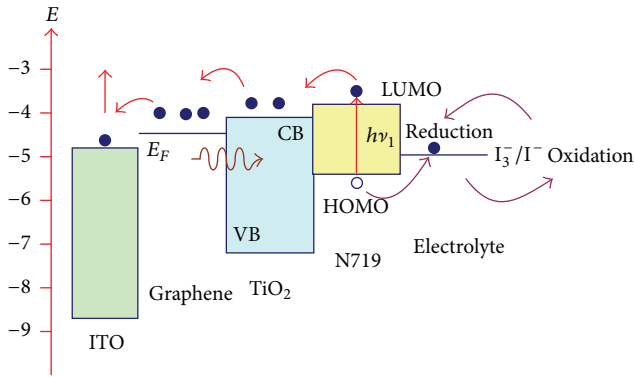 E
−3
−4
−5
−6
−7
−8
−9
ITO
Graphene
E_F
TiO₂
CB
VB
hν₁
LUMO
HOMO
N719
Reduction
I₃⁻/I⁻ Oxidation
Electrolyte